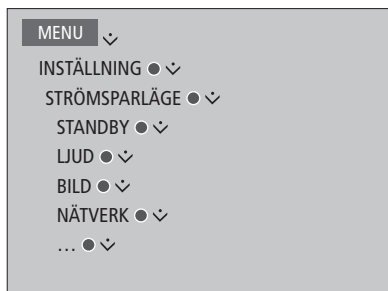 MENU
INSTÄLLNING
STRÖMSPARLÄGE
STANDBY
LJUD
BILD
NÄTVERK
…